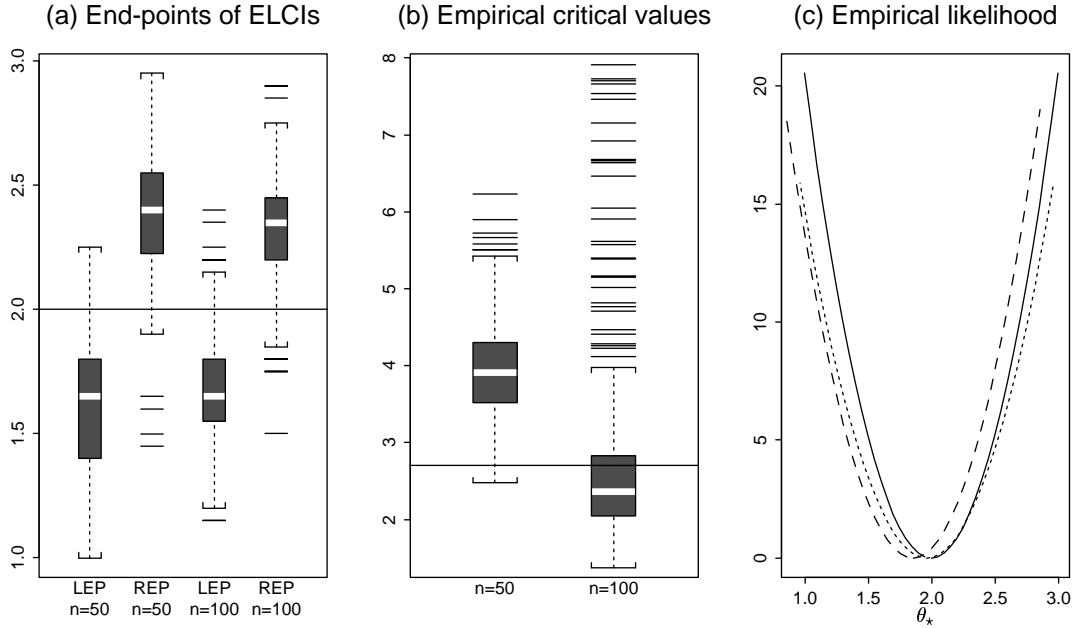 (a) End-points of ELCIs
3.0
2.5
2.0
1.5
1.0
LEP REP LEP REP
n=50 n=50 n=100 n=100
(b) Empirical critical values
8
7
6
5
4
3
2
n=50 n=100
(c) Empirical likelihood
20
15
10
5
0
1.0 1.5 2.0 2.5 3.0
θ⋆